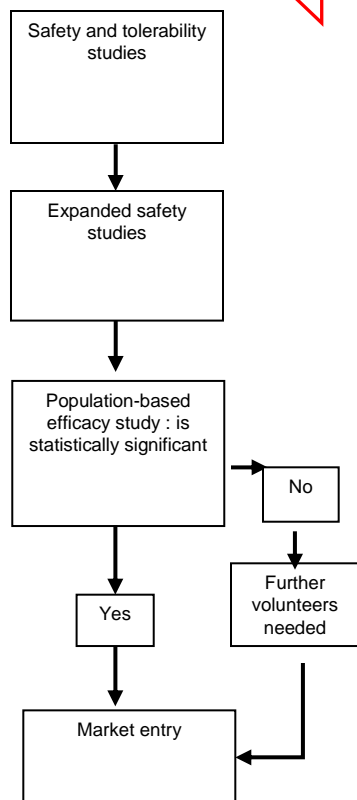 Safety and tolerability
studies
Expanded safety
studies
Population-based
efficacy study : is
statistically significant
No
Further
volunteers
needed
Yes
Market entry